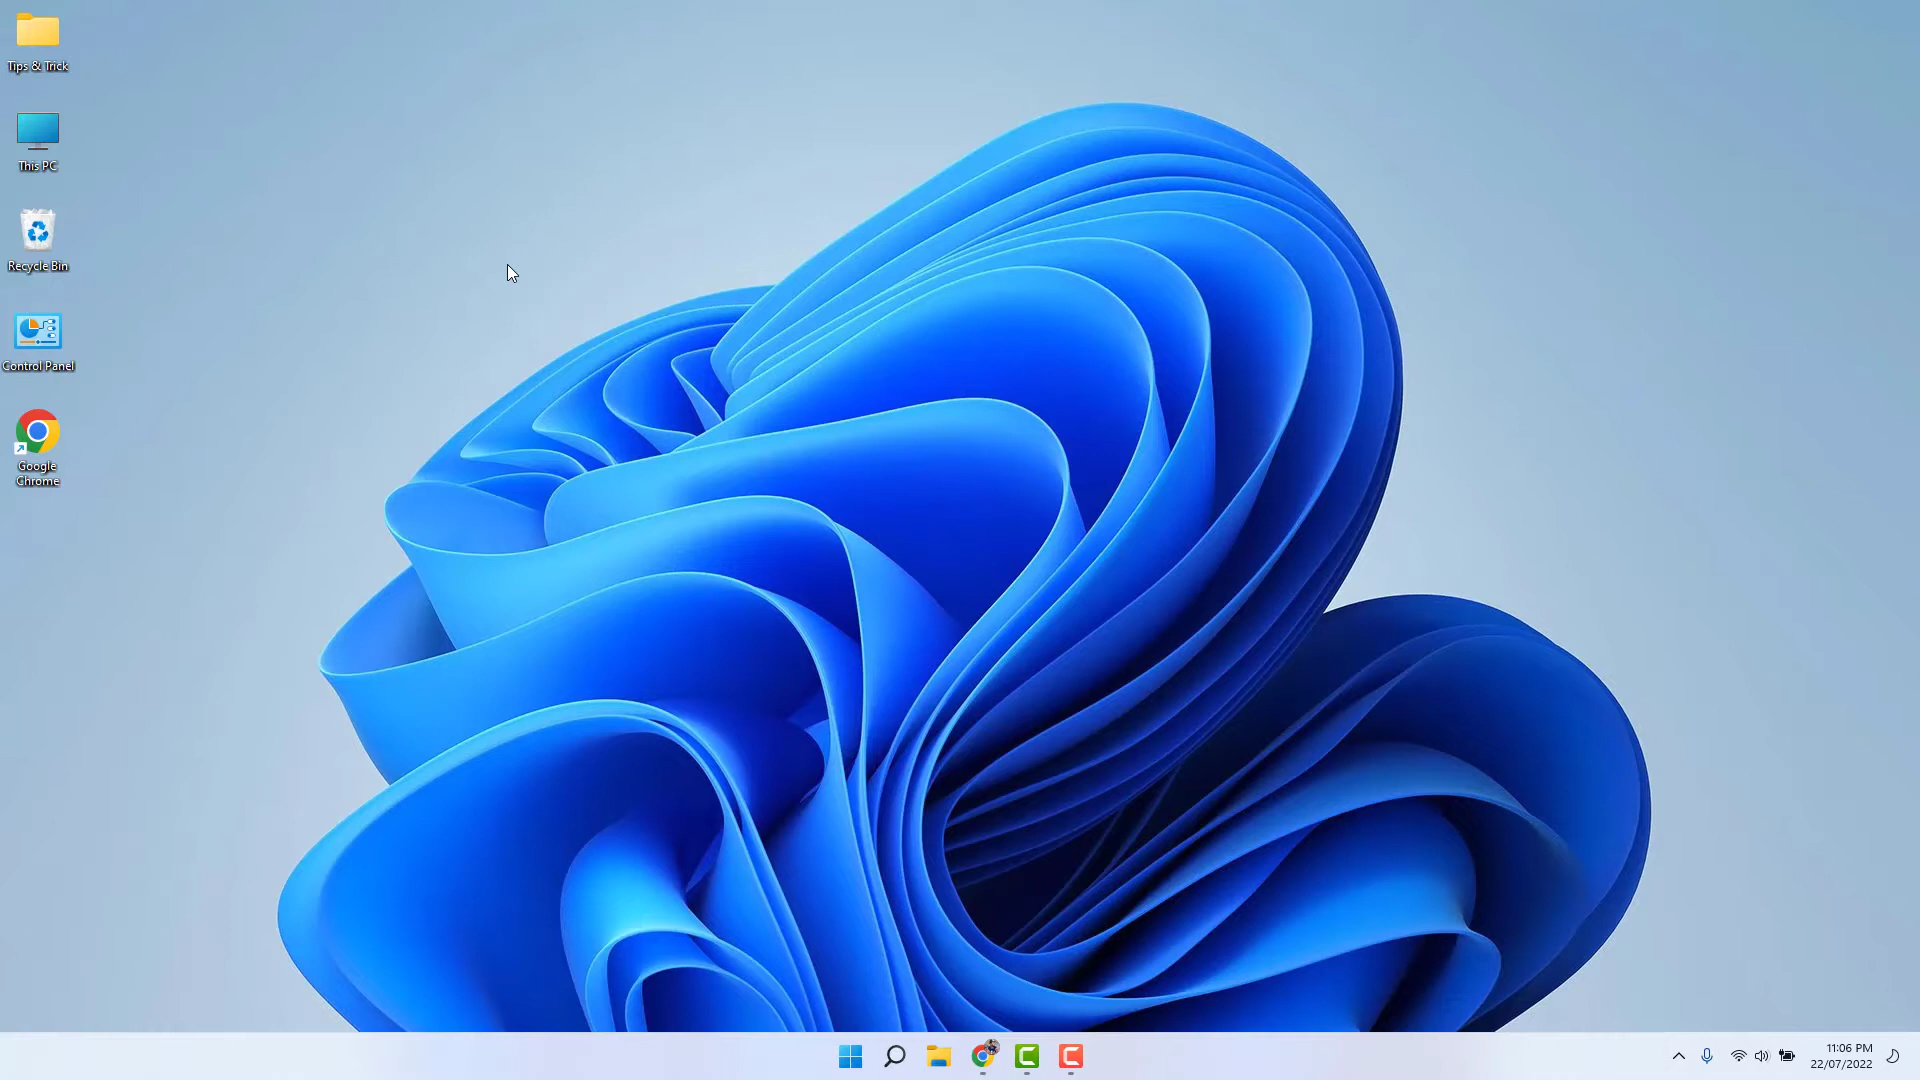 Tips & Trick
This PC
Recycle Bin
Control Panel
Google
Chrome
11:06 PM
22/07/2022